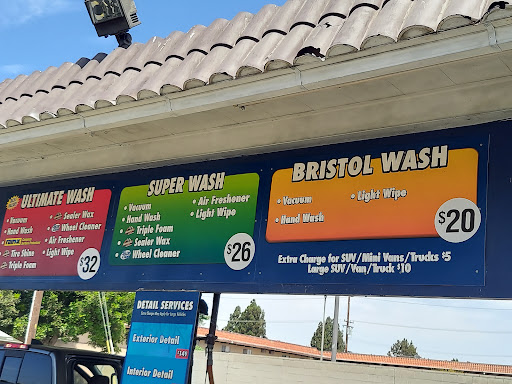 ULTIMATE WASH
• Vacuum
• Hand Wash
• Tire Shine
• Triple Foam
• Sealer Wax
• Wheel Cleaner
• Air Freshener
• Light Wipe
$32
SUPER WASH
• Vacuum
• Hand Wash
• Triple Foam
• Sealer Wax
• Wheel Cleaner
• Air Freshener
• Light Wipe
$26
BRISTOL WASH
• Vacuum
• Hand Wash
• Light Wipe
$20
Extra Charge for SUV/Mini Vans/Trucks $5
Large SUV/Van/Truck $10
DETAIL SERVICES
Exterior Detail
$149
Interior Detail